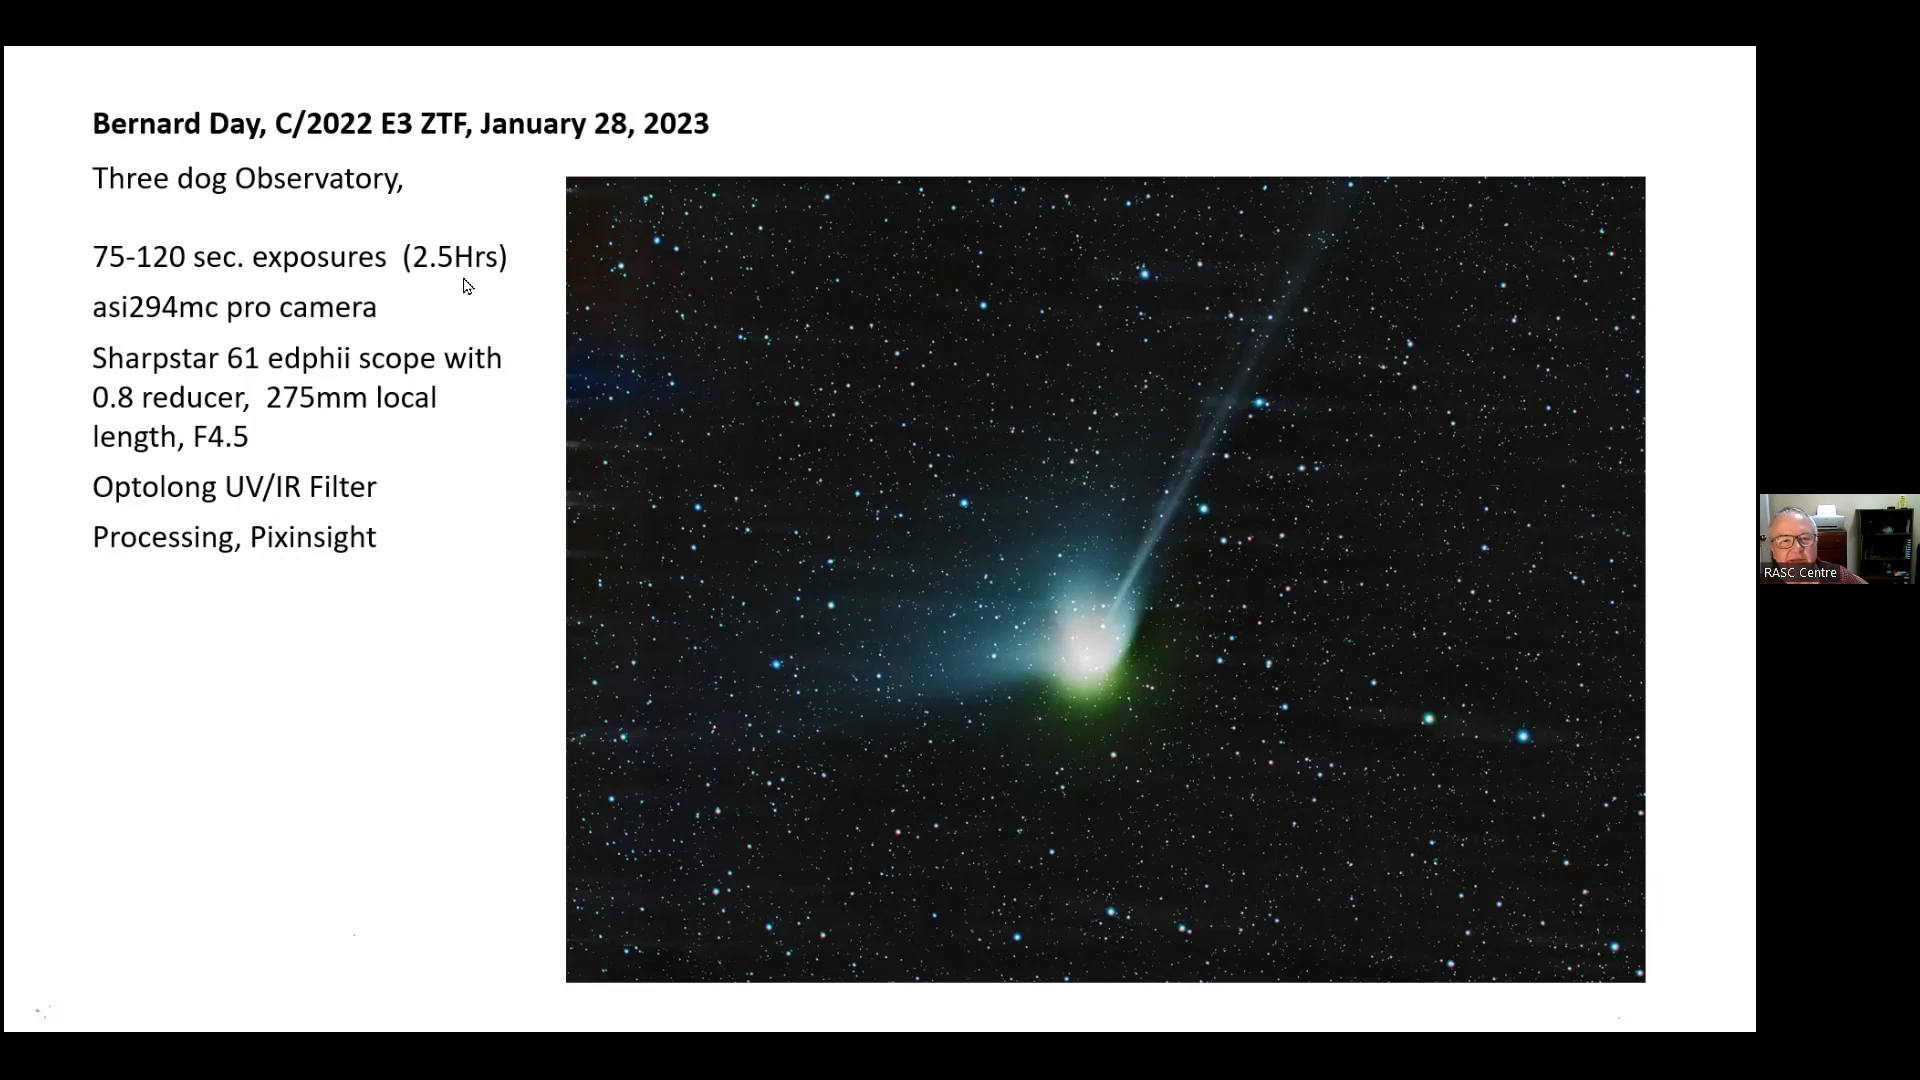 Bernard Day, C/2022 E3 ZTF, January 28, 2023
Three dog Observatory,
75-120 sec. exposures (2.5Hrs)
asi294mc pro camera
Sharpstar 61 edphii scope with
0.8 reducer, 275mm local
length, F4.5
Optolong UV/IR Filter
Processing, Pixinsight
RASC Centre